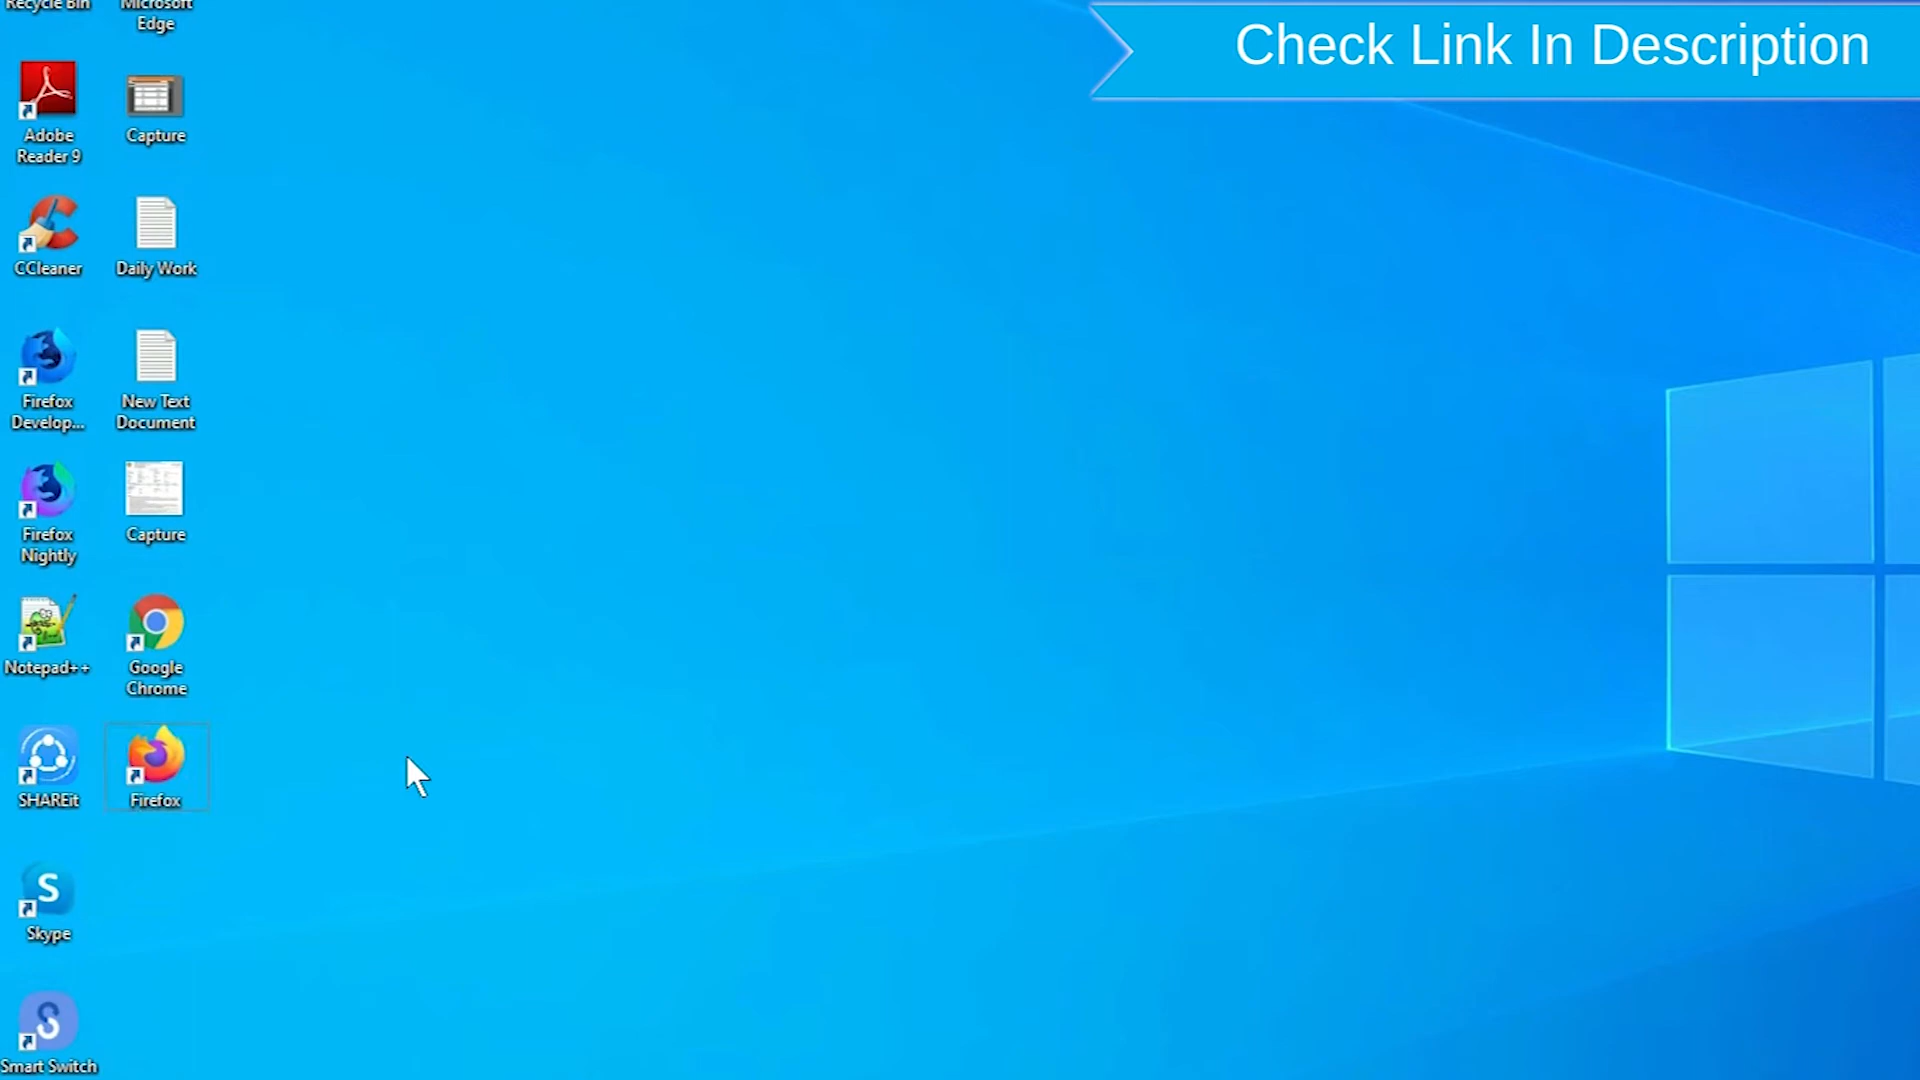 Recycle Bin
Microsoft
Edge
Check Link In Description
Adobe
Reader 9
Capture
CCleaner
Daily Work
Firefox
Develop...
New Text
Document
Firefox
Nightly
Capture
Notepad++
Google
Chrome
SHAREit
Firefox
S
Skype
S
Smart Switch